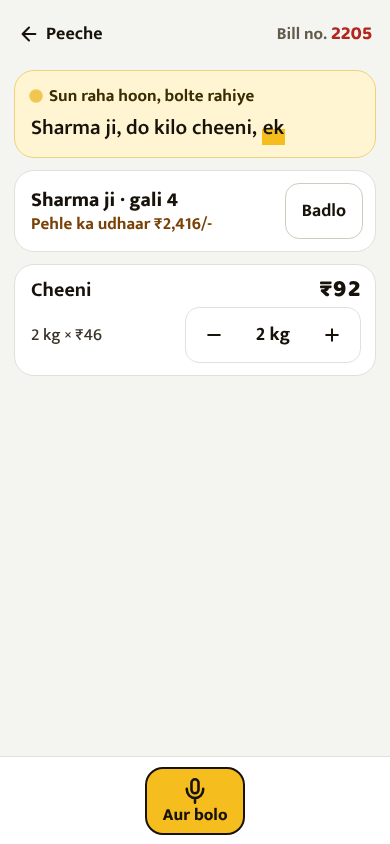 Peeche
Bill no. 2205
Sun raha hoon, bolte rahiye
Sharma ji, do kilo cheeni, ek
Sharma ji · gali 4
Pehle ka udhaar ₹2,416/-
Badlo
Cheeni
₹92
2 kg × ₹46
− 2 kg +
Aur bolo